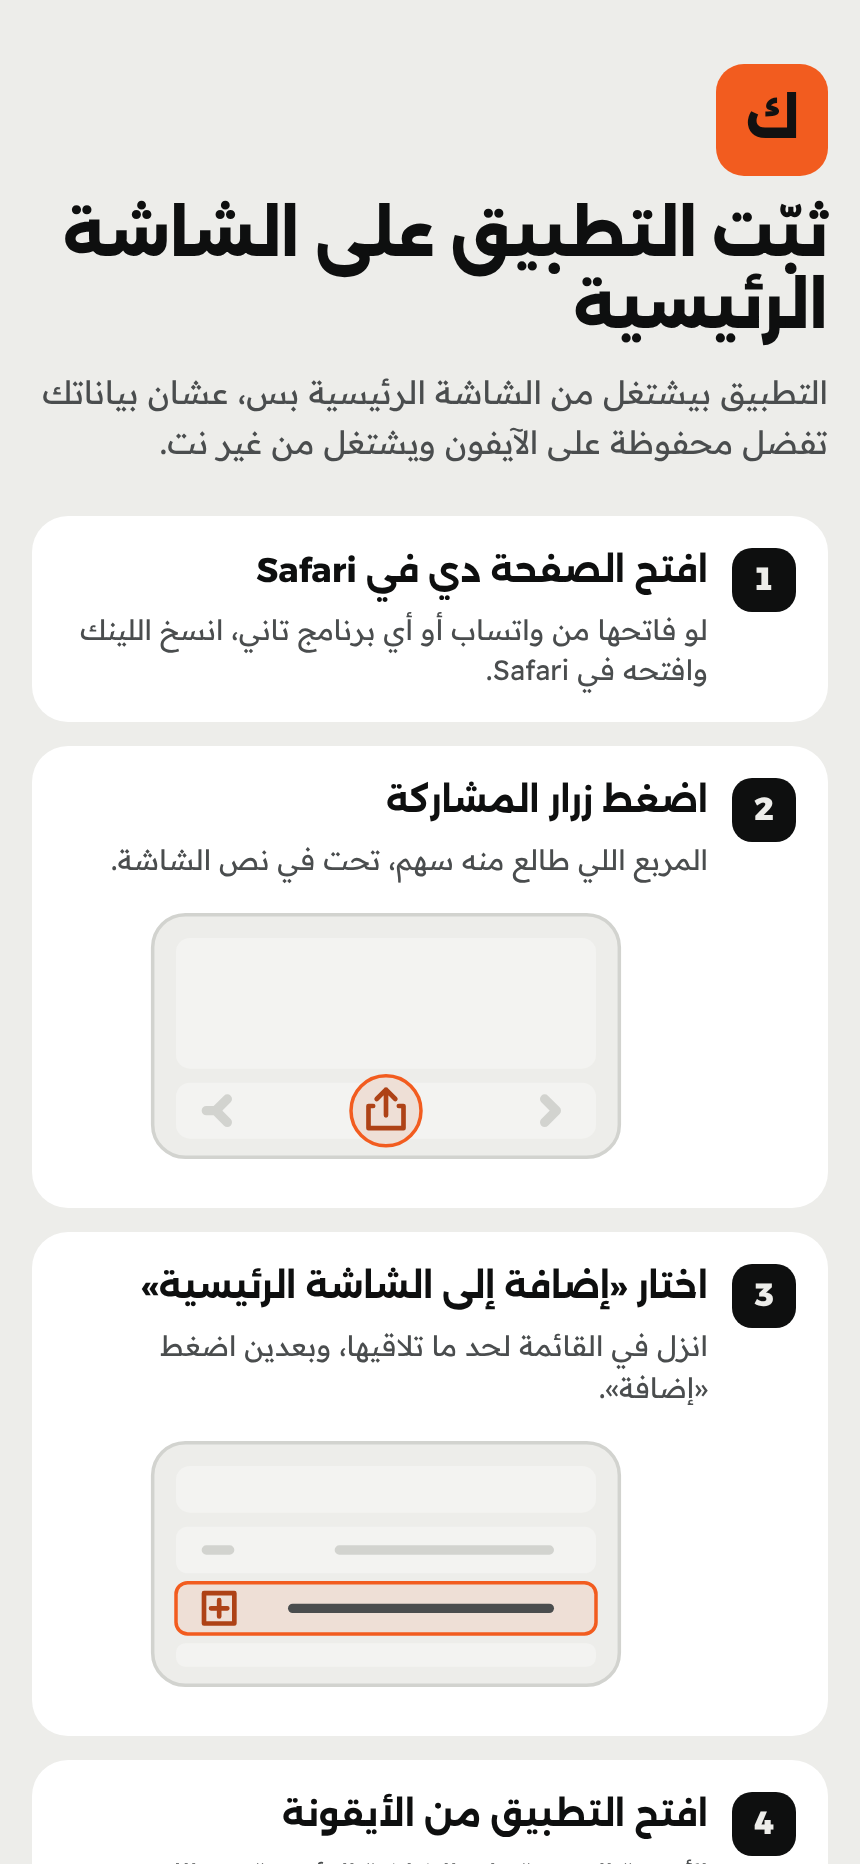 ك
ثبّت التطبيق على الشاشة
الرئيسية
التطبيق بيشتغل من الشاشة الرئيسية بس، عشان بياناتك
تفضل محفوظة على الآيفون ويشتغل من غير نت.
1
افتح الصفحة دي في Safari
لو فاتحها من واتساب أو أي برنامج تاني، انسخ اللينك
وافتحه في Safari.
2
اضغط زرار المشاركة
المربع اللي طالع منه سهم، تحت في نص الشاشة.
3
اختار «إضافة إلى الشاشة الرئيسية»
انزل في القائمة لحد ما تلاقيها، وبعدين اضغط
«إضافة».
4
افتح التطبيق من الأيقونة